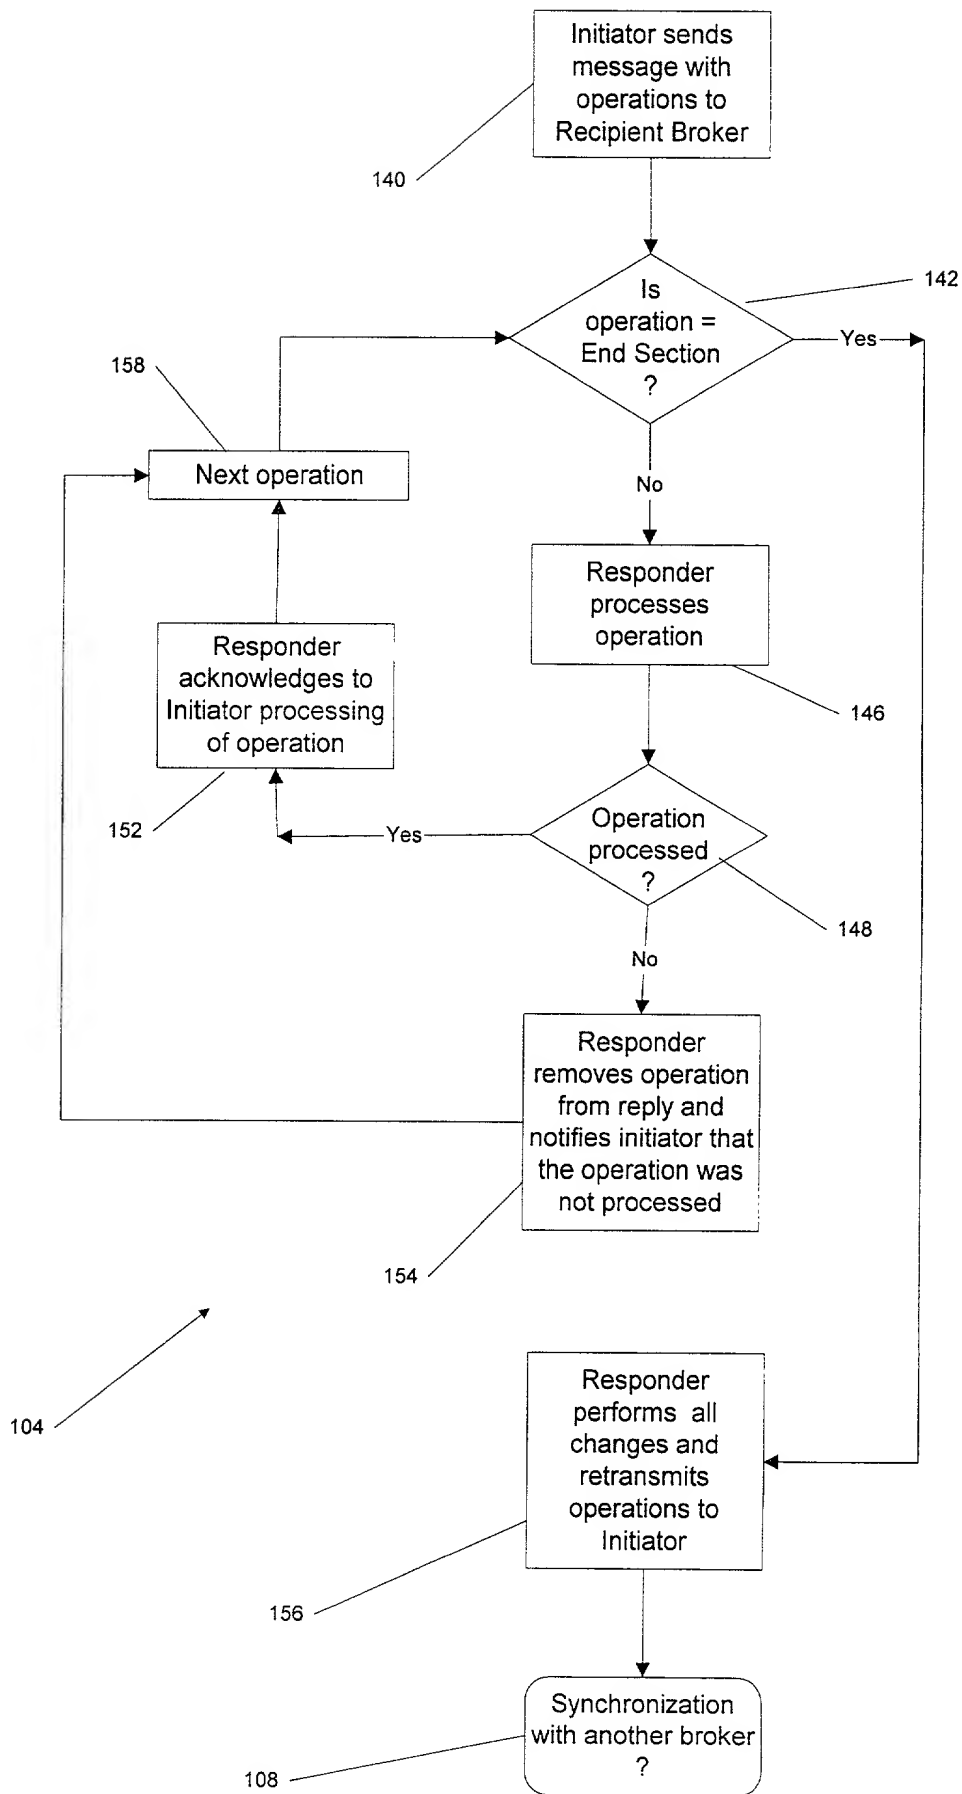 Initiator sends
message with
operations to
Recipient Broker
140
Is
operation =
End Section
?
142
Yes
158
Next operation
No
Responder
processes
operation
146
Responder
acknowledges to
Initiator processing
of operation
152
Yes
Operation
processed
?
148
No
Responder
removes operation
from reply and
notifies initiator that
the operation was
not processed
154
104
Responder
performs all
changes and
retransmits
operations to
Initiator
156
Synchronization
with another broker
?
108